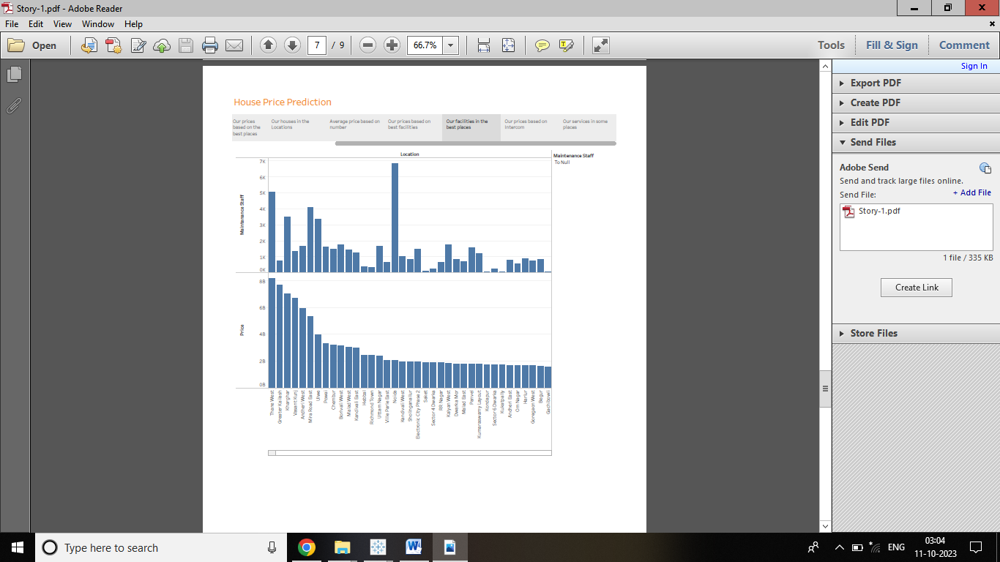 Story-1.pdf - Adobe Reader
File Edit View Window Help
Open
7 / 9
66.7%
Tools
Fill & Sign
Comment
Sign In
Export PDF
Create PDF
Edit PDF
Send Files
Adobe Send
Send and track large files online.
Send File:
+ Add File
Story-1.pdf
1 file / 335 KB
Create Link
Store Files
House Price Prediction
Our prices
based on the
best places
Our houses in the
Locations
Average price based on
number
Our prices based on
best facilities
Our facilities in the
best places
Our prices based on
Intercom
Our services in some
places
Location
Maintenance Staff
To Null
Maintenance Staff
7K
6K
5K
4K
3K
2K
1K
0K
Price
8B
6B
4B
2B
0B
Thane West
Greater Kailash
Kharghar
Vasant Kunj
Andheri West
Mira Road East
Ulwe
Powai
Chembur
Borivali West
Malad West
Kandivali East
Hebbal
Richmond Town
Uttam Nagar
Ville Parle East
Noida
Kandivali West
Sholinganallur
Electronic City Phase 2
Saket
Sector 4 Dwarka
RR Nagar
Kalyan West
Dwarka Mor
Malad East
Panvel
Kumaraswamy Layout
Kondapur
Sector 6 Dwarka
Kukatpally
Andheri East
Om Nagar
Harlur
Goregaon West
Begur
Gachibowli
Type here to search
ENG
03:04
11-10-2023